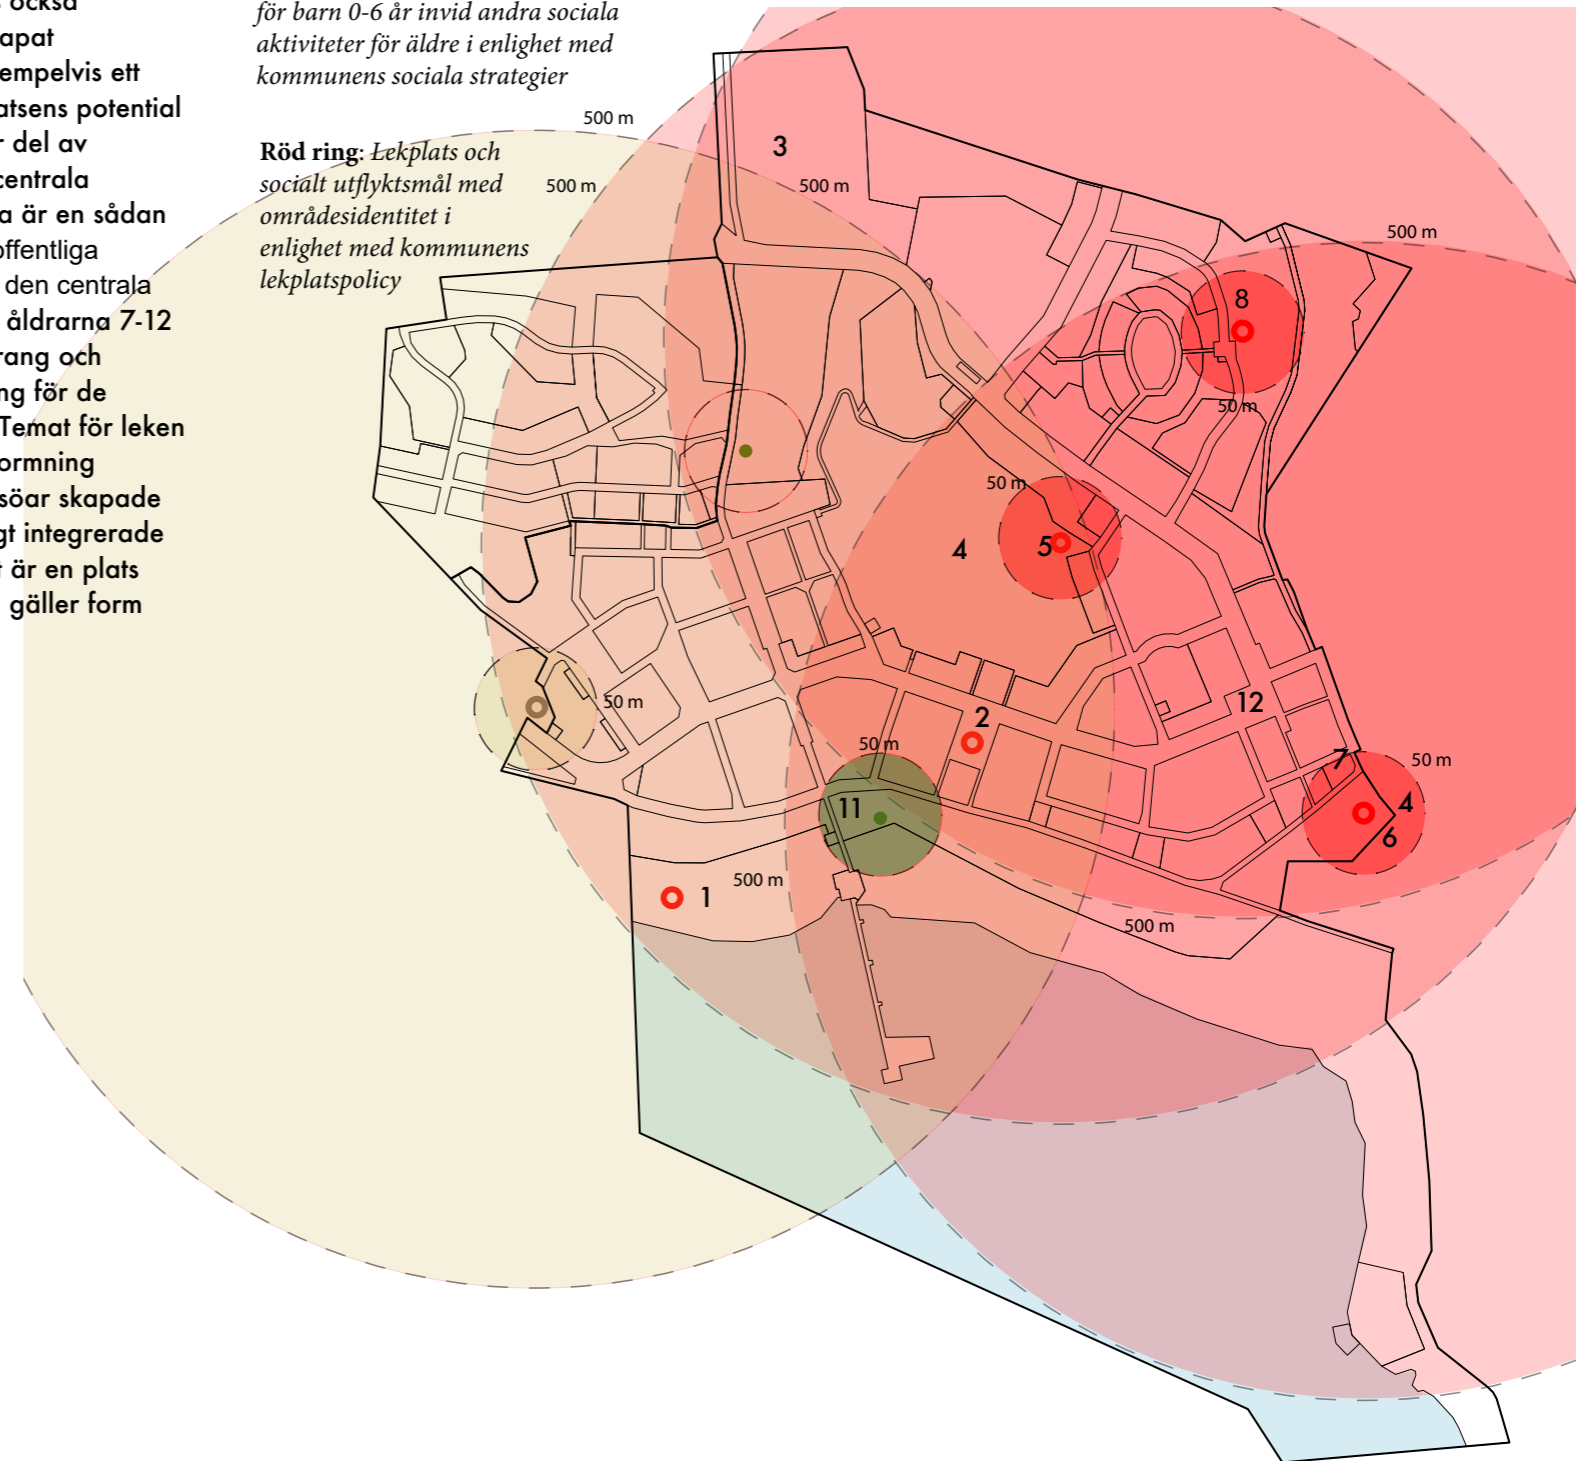 också
apat
empelvis ett
atsens potential
r del av
centrala
a är en sådan
offentliga
den centrala
åldrarna 7-12
rang och
ng för de
Temat för leken
ormning
söar skapade
gt integrerade
t är en plats
gäller form
för barn 0-6 år invid andra sociala
aktiviteter för äldre i enlighet med
kommunens sociala strategier
Röd ring: Lekplats och
socialt utflyktsmål med
områdesidentitet i
enlighet med kommunens
lekplatspolicy
500 m
500 m
500 m
3
500 m
8
50 m
50 m
5
4
50 m
2
12
50 m
11
7
50 m
4
6
1
500 m
500 m